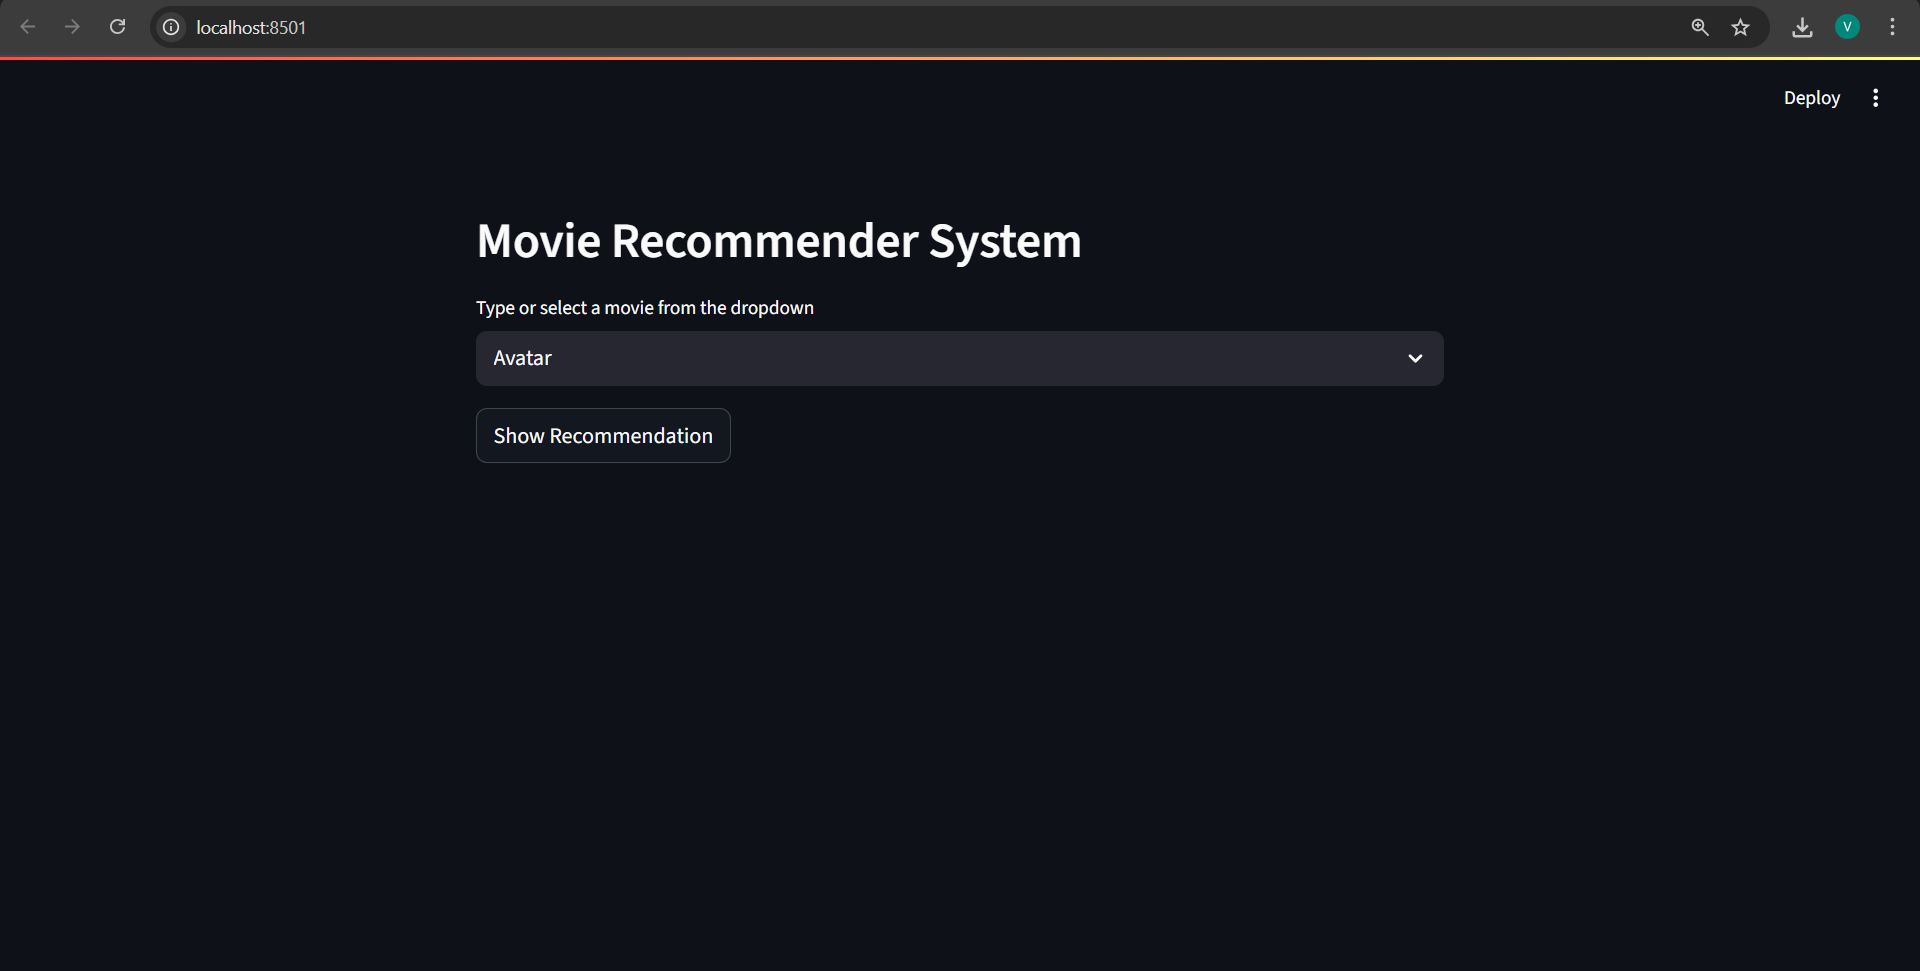 localhost:8501
V
Deploy
Movie Recommender System
Type or select a movie from the dropdown
Avatar
Show Recommendation